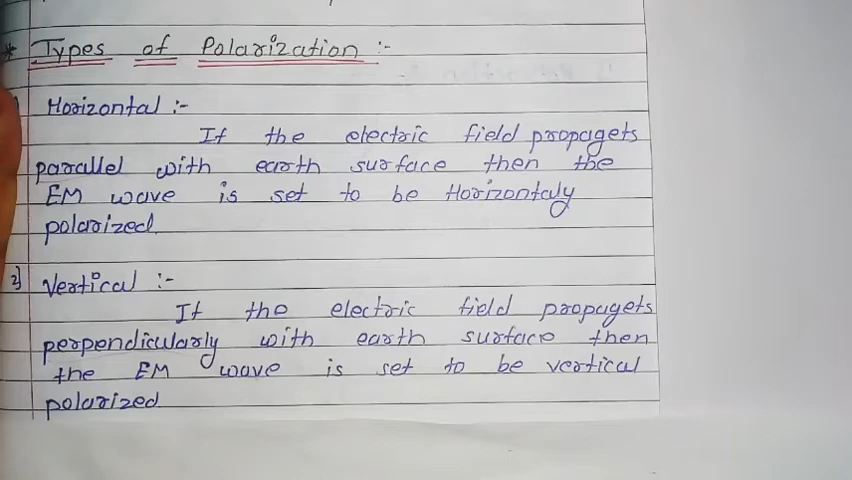 * Types of Polarization :-
Horizontal :-
If the electric field propagets
parallel with earth surface then the
EM wave is set to be Horizontaly
polarized.
2) Vertical :-
If the electric field propagets
perpendicularly with earth surface then
the EM wave is set to be vertical
polarized